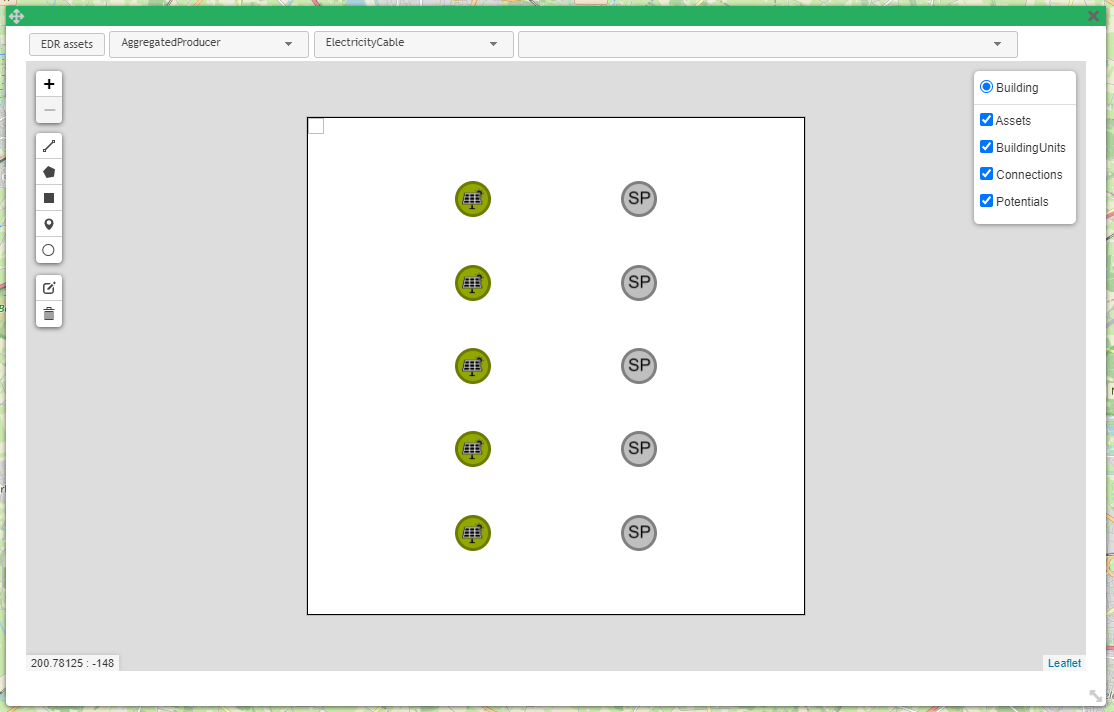 EDR assets
AggregatedProducer
ElectricityCable
+
−
Building
Assets
BuildingUnits
Connections
Potentials
SP
SP
SP
SP
SP
200.78125 : -148
Leaflet